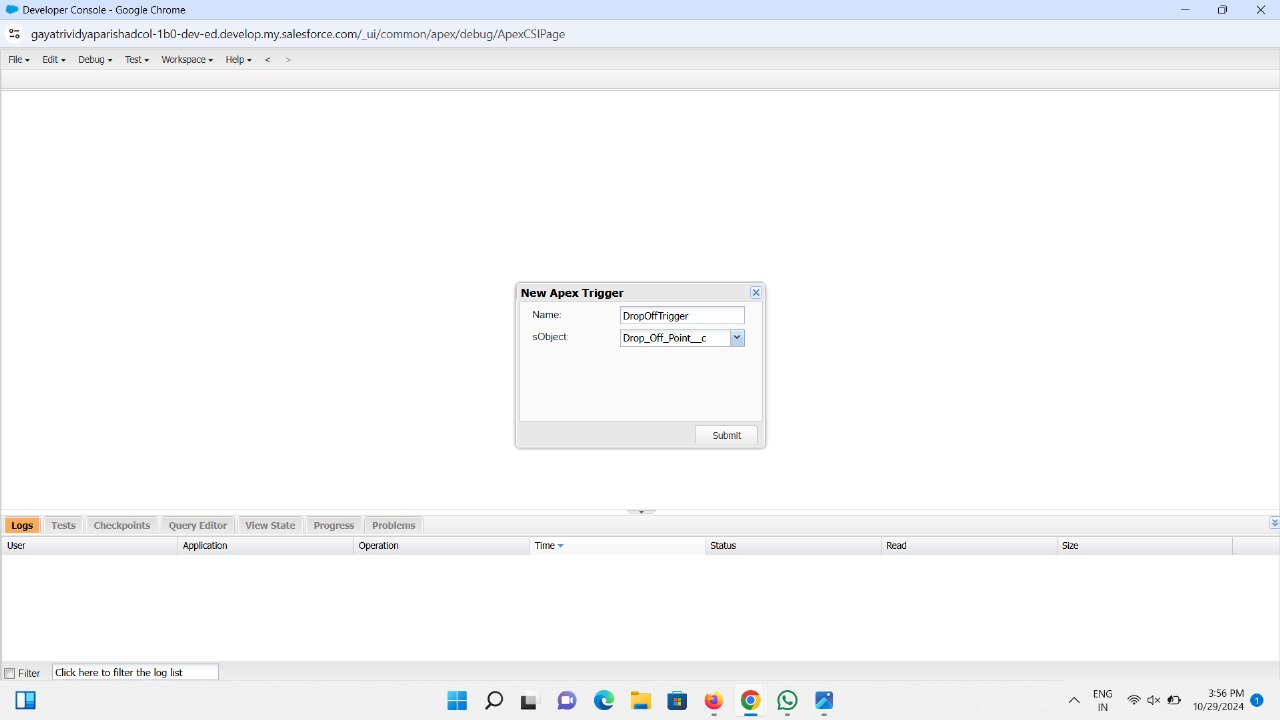 Developer Console - Google Chrome
gayatrividyaparishadcol-1b0-dev-ed.develop.my.salesforce.com/_ui/common/apex/debug/ApexCSIPage
File Edit Debug Test Workspace Help < >
New Apex Trigger
Name: DropOffTrigger
sObject: Drop_Off_Point__c
Submit
Logs Tests Checkpoints Query Editor View State Progress Problems
User Application Operation Time Status Read Size
Filter Click here to filter the log list
ENG
IN
3:56 PM
10/29/2024
1